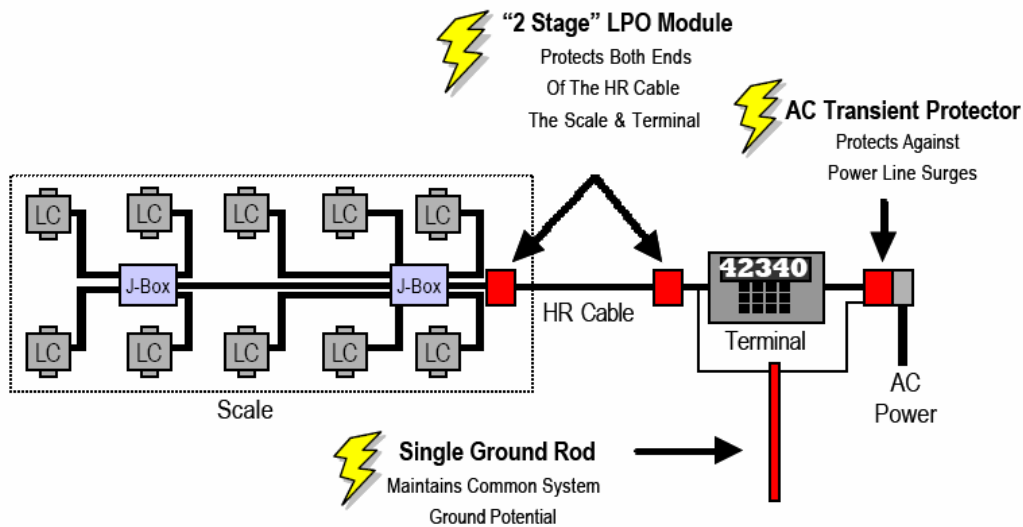 “2 Stage” LPO Module
Protects Both Ends
Of The HR Cable
The Scale & Terminal
AC Transient Protector
Protects Against
Power Line Surges
LC LC LC LC LC
J-Box J-Box
LC LC LC LC LC
Scale
HR Cable
42340
Terminal
AC
Power
Single Ground Rod
Maintains Common System
Ground Potential